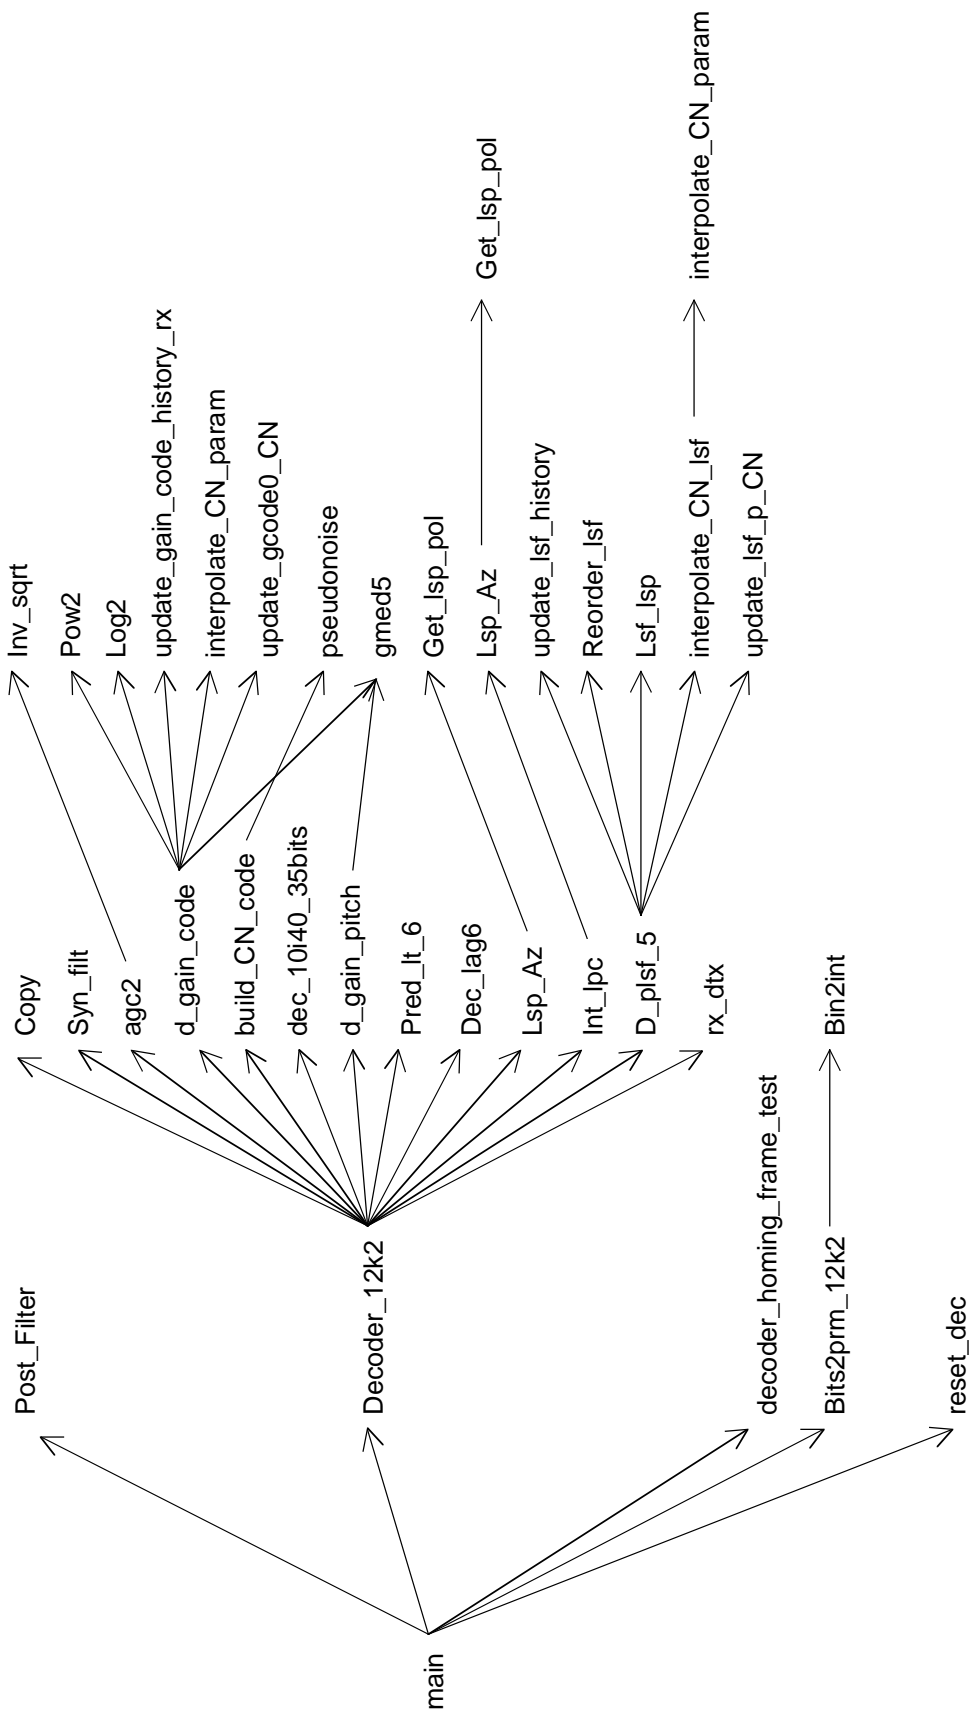 main
Post_Filter
Decoder_12k2
decoder_homing_frame_test
Bits2prm_12k2
reset_dec
Copy
Syn_filt
agc2
d_gain_code
build_CN_code
dec_10i40_35bits
d_gain_pitch
Pred_lt_6
Dec_lag6
Lsp_Az
Int_lpc
D_plsf_5
rx_dtx
Bin2int
Inv_sqrt
Pow2
Log2
update_gain_code_history_rx
interpolate_CN_param
update_gcode0_CN
pseudonoise
gmed5
Get_lsp_pol
Lsp_Az
update_lsf_history
Reorder_lsf
Lsf_lsp
interpolate_CN_lsf
update_lsf_p_CN
Get_lsp_pol
interpolate_CN_param